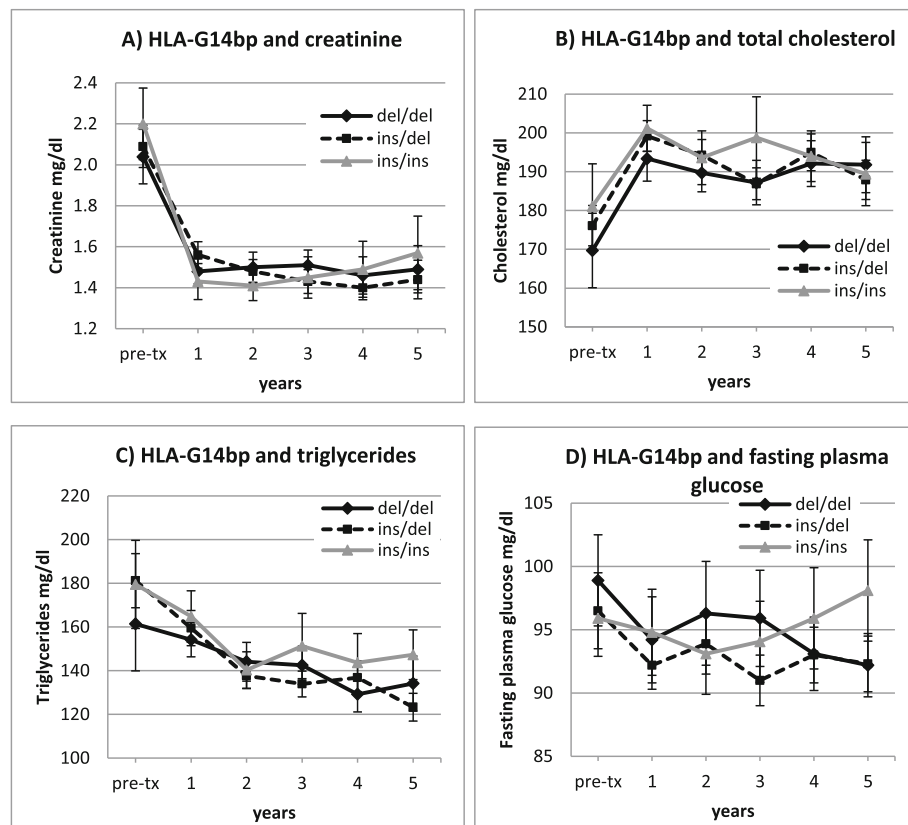 A) HLA-G14bp and creatinine
Creatinine mg/dl
2.4
2.2
2.0
1.8
1.6
1.4
1.2
del/del
ins/del
ins/ins
pre-tx 1 2 3 4 5
years
B) HLA-G14bp and total cholesterol
Cholesterol mg/dl
210
200
190
180
170
160
150
del/del
ins/del
ins/ins
pre-tx 1 2 3 4 5
years
C) HLA-G14bp and triglycerides
Triglycerides mg/dl
220
200
180
160
140
120
100
del/del
ins/del
ins/ins
pre-tx 1 2 3 4 5
years
D) HLA-G14bp and fasting plasma
glucose
Fasting plasma glucose mg/dl
105
100
95
90
85
del/del
ins/del
ins/ins
pre-tx 1 2 3 4 5
years